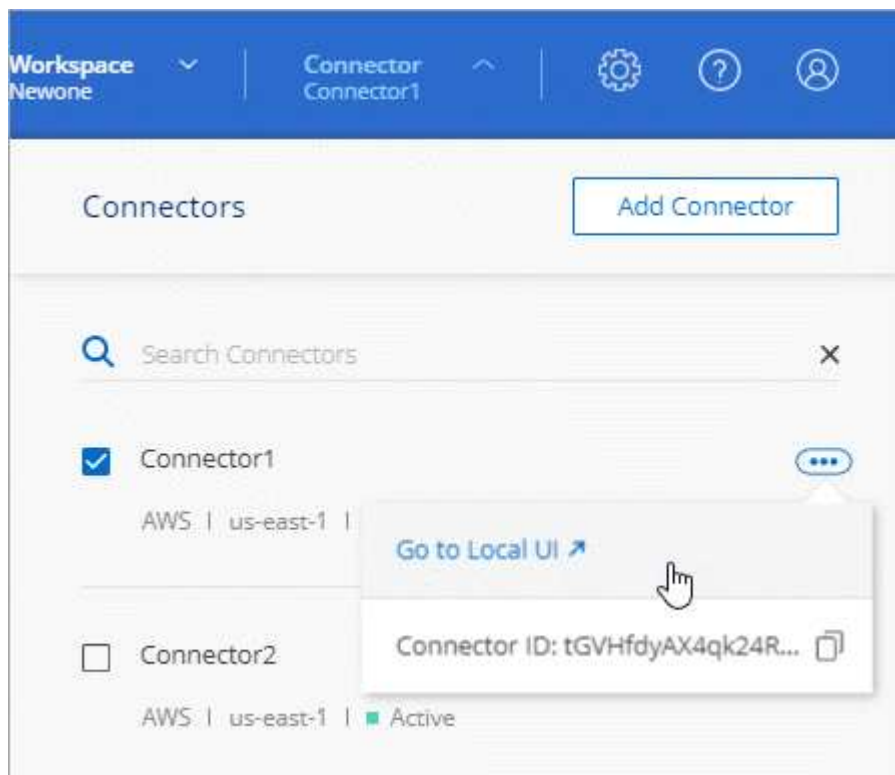 Workspace
Newone
Connector
Connector1
Connectors
Add Connector
Search Connectors
Connector1
AWS | us-east-1 |
Go to Local UI
Connector ID: tGVHfdyAX4qk24R...
Connector2
AWS | us-east-1 | Active